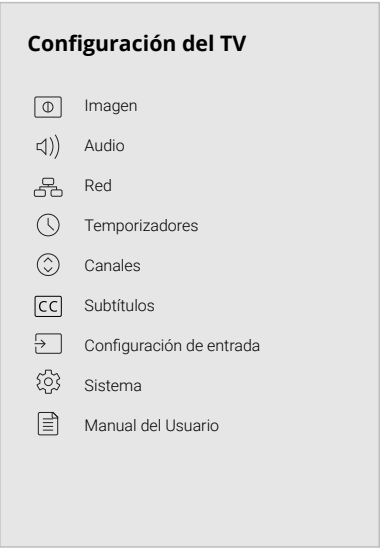 Configuración del TV
Imagen
Audio
Red
Temporizadores
Canales
CC Subtítulos
Configuración de entrada
Sistema
Manual del Usuario